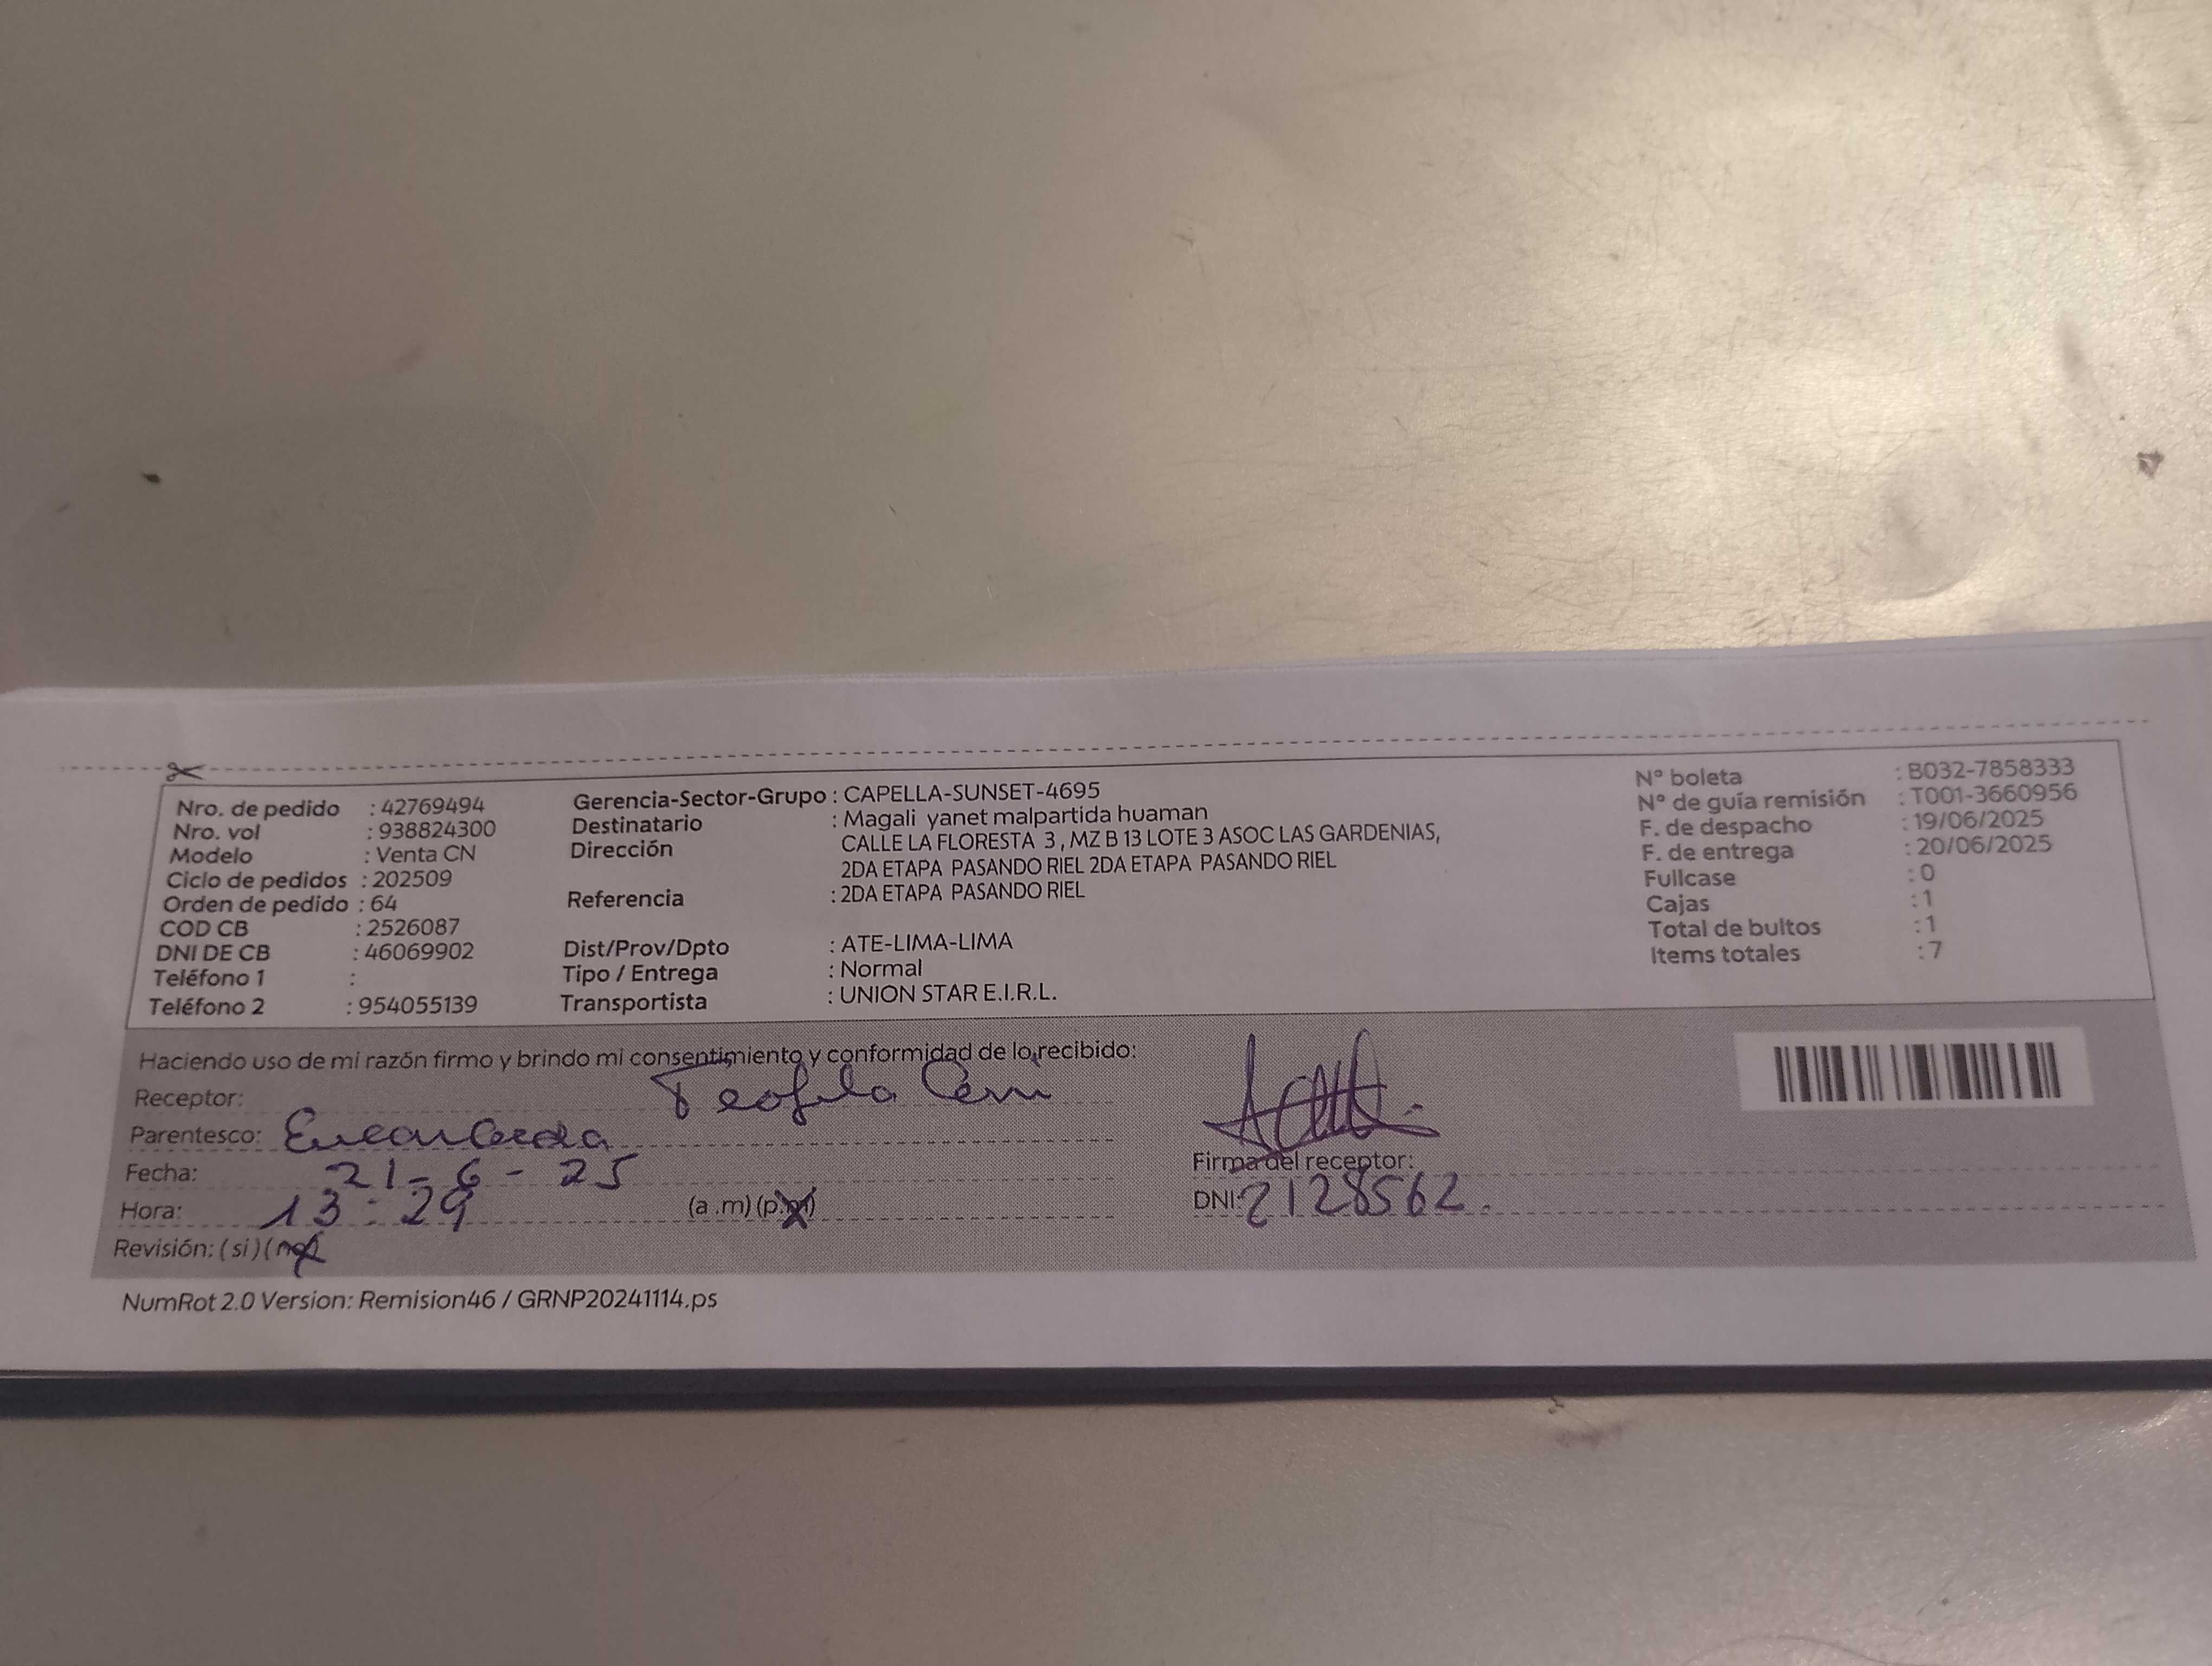 Nro. de pedido : 42769494
Nro. vol : 938824300
Modelo : Venta CN
Ciclo de pedidos : 202509
Orden de pedido : 64
COD CB : 2526087
DNI DE CB : 46069902
Teléfono 1 :
Teléfono 2 : 954055139
Gerencia-Sector-Grupo : CAPELLA-SUNSET-4695
Destinatario : Magali yanet malpartida huaman
Dirección CALLE LA FLORESTA 3 , MZ B 13 LOTE 3 ASOC LAS GARDENIAS,
2DA ETAPA PASANDO RIEL 2DA ETAPA PASANDO RIEL
Referencia : 2DA ETAPA PASANDO RIEL
Dist/Prov/Dpto : ATE-LIMA-LIMA
Tipo / Entrega : Normal
Transportista : UNION STAR E.I.R.L.
N° boleta : B032-7858333
N° de guía remisión : T001-3660956
F. de despacho : 19/06/2025
F. de entrega : 20/06/2025
Fullcase : 0
Cajas : 1
Total de bultos : 1
Items totales : 7
Haciendo uso de mi razón firmo y brindo mi consentimiento y conformidad de lo recibido:
Receptor: Teofila
Parentesco:
Fecha: 21-6-25
Hora: 13:29 (a.m)(p.m)
Revisión: (si)(no)
Firma del receptor:
DNI: 2128562.
NumRot 2.0 Version: Remision46 / GRNP20241114.ps